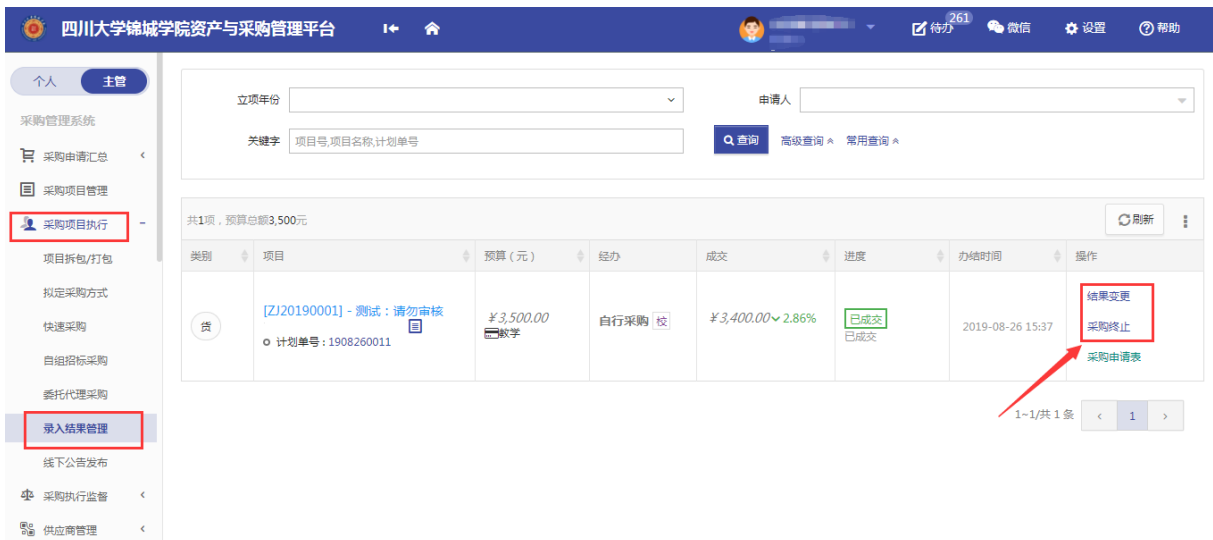 四川大学锦城学院资产与采购管理平台
待办 261 微信 设置 ?帮助
个人 主管
采购管理系统
采购申请汇总
采购项目管理
采购项目执行
项目拆包/打包
拟定采购方式
快速采购
自组招标采购
委托代理采购
录入结果管理
线下公告发布
采购执行监督
供应商管理
立项年份 申请人
关键字 项目号,项目名称,计划单号 查询 高级查询 常用查询
共1项，预算总额3,500元 刷新
类别 项目 预算（元） 经办 成交 进度 办结时间 操作
货 [ZJ20190001] - 测试：请勿审核 ¥3,500.00 自行采购 校 ¥3,400.00 2.86% 已成交 2019-08-26 15:37 结果变更
计划单号：1908260011 教学 已成交 采购终止
采购申请表
1~1/共 1 条 ‹ 1 ›